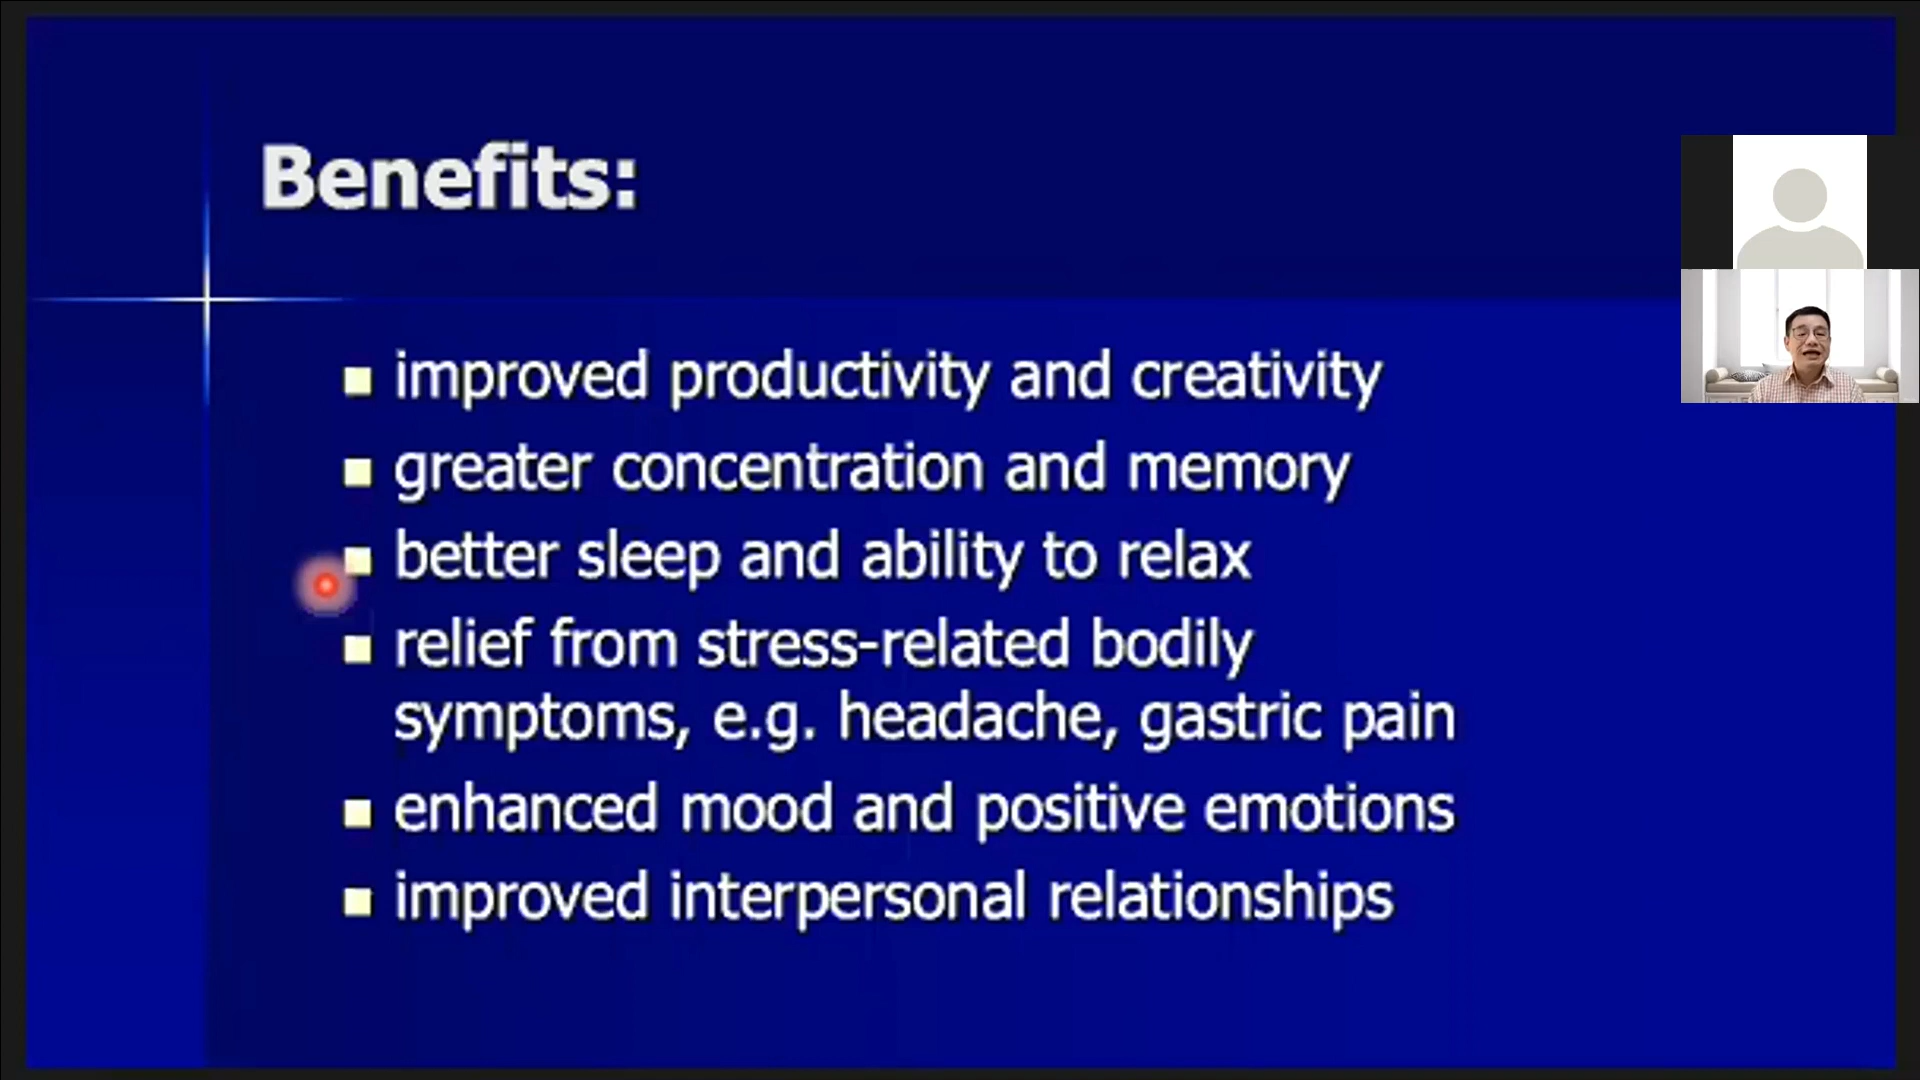 Benefits:
improved productivity and creativity
greater concentration and memory
better sleep and ability to relax
relief from stress-related bodily
symptoms, e.g. headache, gastric pain
enhanced mood and positive emotions
improved interpersonal relationships